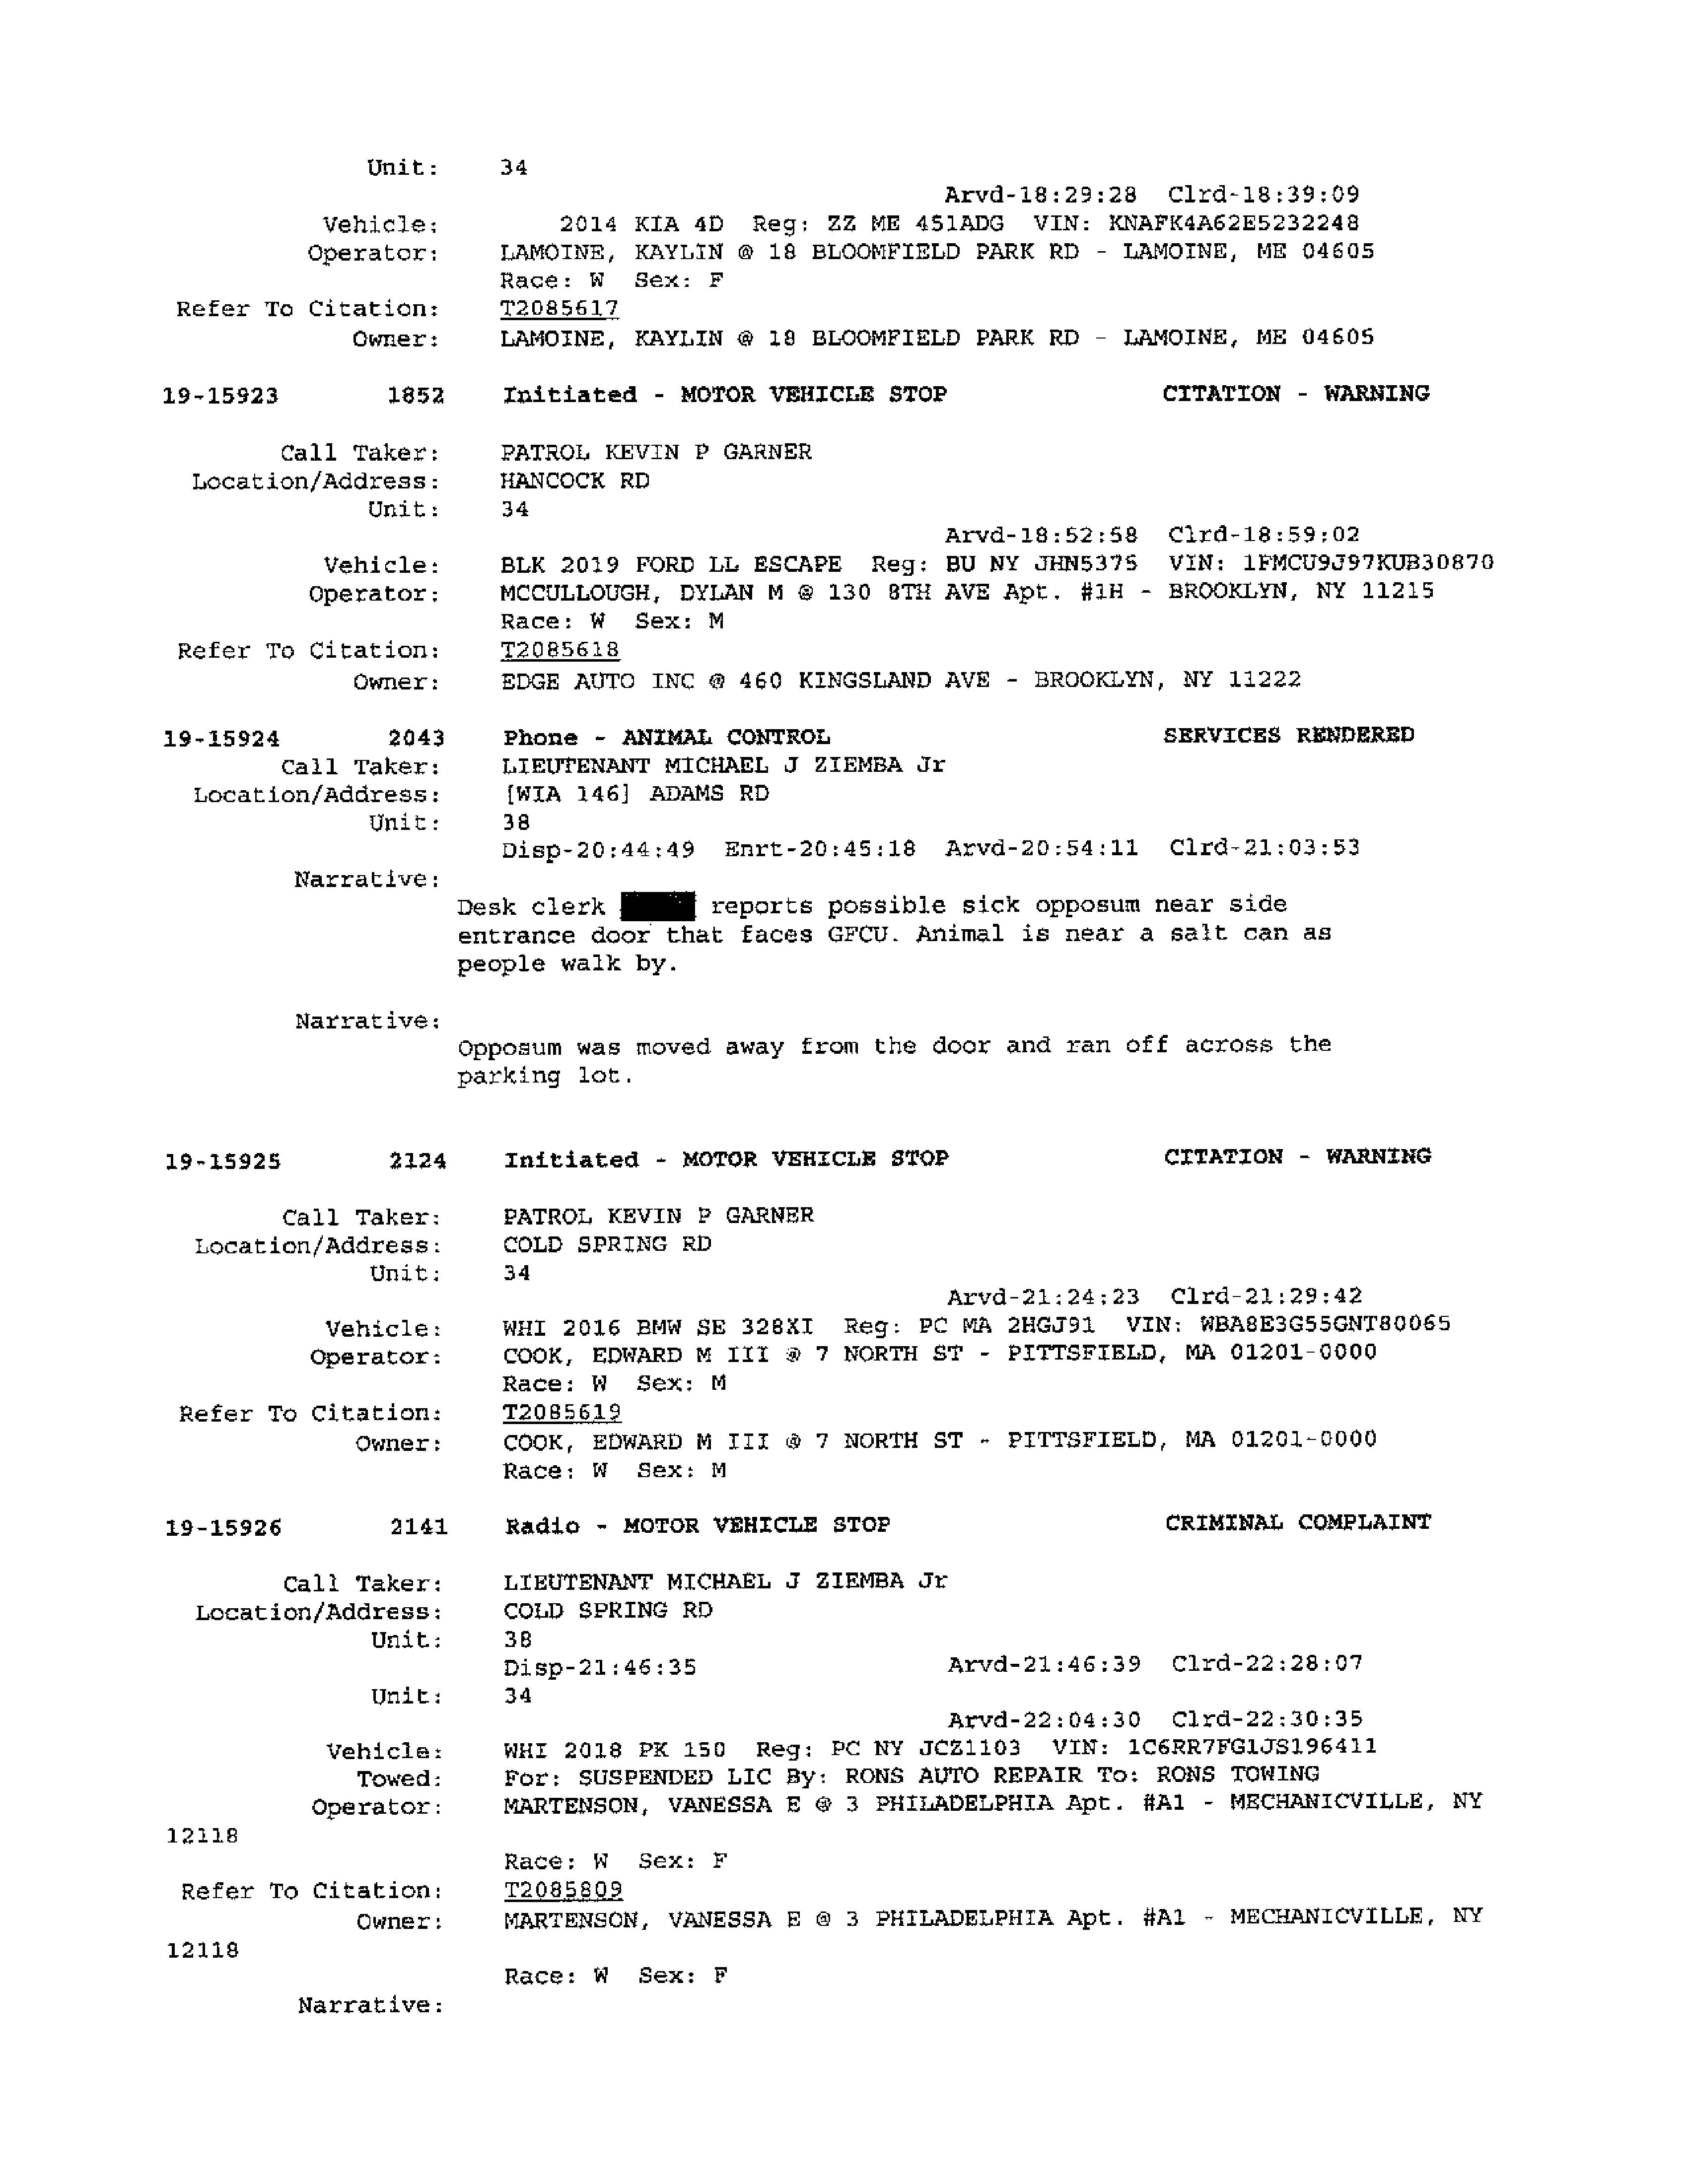 Unit: 34
Arvd-18:29:28 Clrd-18:39:09
Vehicle: 2014 KIA 4D Reg: ZZ ME 451ADG VIN: KNAFK4A62E5232248
Operator: LAMOINE, KAYLIN @ 18 BLOOMFIELD PARK RD - LAMOINE, ME 04605
Race: W Sex: F
Refer To Citation: T2085617
Owner: LAMOINE, KAYLIN @ 18 BLOOMFIELD PARK RD - LAMOINE, ME 04605
19-15923 1852 Initiated - MOTOR VEHICLE STOP CITATION - WARNING
Call Taker: PATROL KEVIN P GARNER
Location/Address: HANCOCK RD
Unit: 34
Arvd-18:52:58 Clrd-18:59:02
Vehicle: BLK 2019 FORD LL ESCAPE Reg: BU NY JHN5375 VIN: 1FMCU9J97KUB30870
Operator: MCCULLOUGH, DYLAN M @ 130 8TH AVE Apt. #1H - BROOKLYN, NY 11215
Race: W Sex: M
Refer To Citation: T2085618
Owner: EDGE AUTO INC @ 460 KINGSLAND AVE - BROOKLYN, NY 11222
19-15924 2043 Phone - ANIMAL CONTROL SERVICES RENDERED
Call Taker: LIEUTENANT MICHAEL J ZIEMBA Jr
Location/Address: [WIA 146] ADAMS RD
Unit: 38
Disp-20:44:49 Enrt-20:45:18 Arvd-20:54:11 Clrd-21:03:53
Narrative:
Desk clerk reports possible sick opposum near side
entrance door that faces GFCU. Animal is near a salt can as
people walk by.
Narrative:
Opposum was moved away from the door and ran off across the
parking lot.
19-15925 2124 Initiated - MOTOR VEHICLE STOP CITATION - WARNING
Call Taker: PATROL KEVIN P GARNER
Location/Address: COLD SPRING RD
Unit: 34
Arvd-21:24:23 Clrd-21:29:42
Vehicle: WHI 2016 BMW SE 328XI Reg: PC MA 2HGJ91 VIN: WBA8E3G55GNT80065
Operator: COOK, EDWARD M III @ 7 NORTH ST - PITTSFIELD, MA 01201-0000
Race: W Sex: M
Refer To Citation: T2085619
Owner: COOK, EDWARD M III @ 7 NORTH ST - PITTSFIELD, MA 01201-0000
Race: W Sex: M
19-15926 2141 Radio - MOTOR VEHICLE STOP CRIMINAL COMPLAINT
Call Taker: LIEUTENANT MICHAEL J ZIEMBA Jr
Location/Address: COLD SPRING RD
Unit: 38
Disp-21:46:35 Arvd-21:46:39 Clrd-22:28:07
Unit: 34
Arvd-22:04:30 Clrd-22:30:35
Vehicle: WHI 2018 PK 150 Reg: PC NY JCZ1103 VIN: 1C6RR7FG1JS196411
Towed: For: SUSPENDED LIC By: RONS AUTO REPAIR To: RONS TOWING
Operator: MARTENSON, VANESSA E @ 3 PHILADELPHIA Apt. #A1 - MECHANICVILLE, NY
12118
Race: W Sex: F
Refer To Citation: T2085809
Owner: MARTENSON, VANESSA E @ 3 PHILADELPHIA Apt. #A1 - MECHANICVILLE, NY
12118
Race: W Sex: F
Narrative: